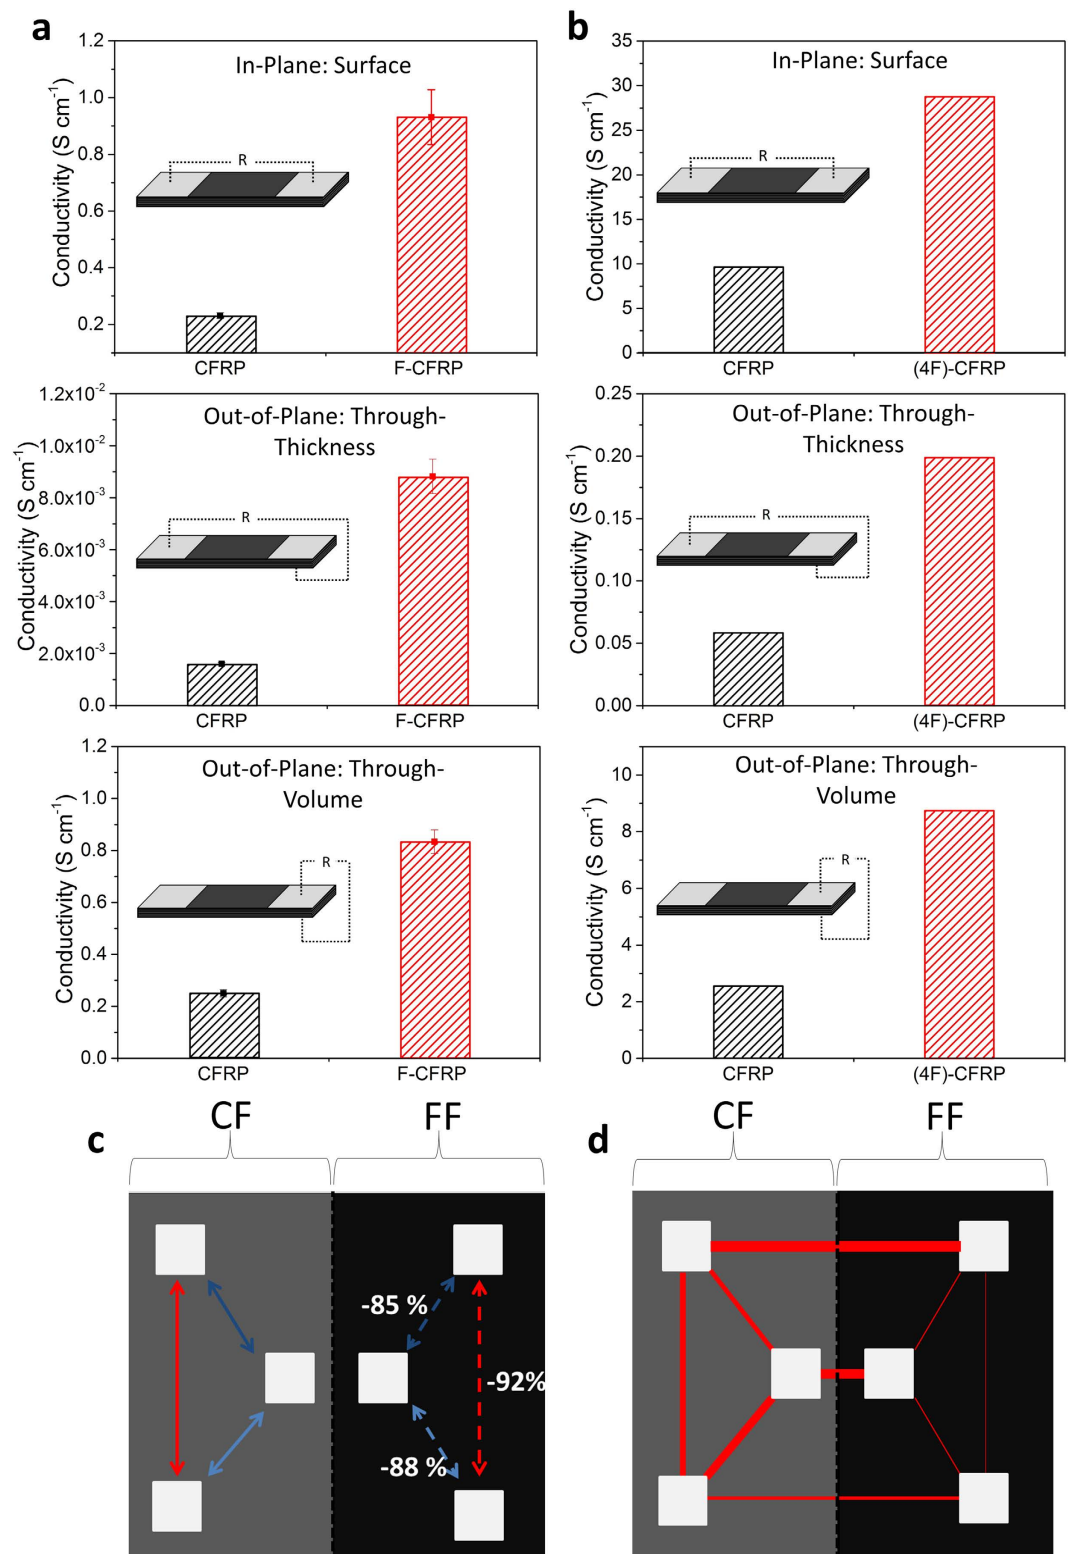 a
1.2
1.0
0.8
0.6
0.4
0.2
Conductivity (S cm⁻¹)
In-Plane: Surface
R
CFRP
F-CFRP
b
35
30
25
20
15
10
5
0
Conductivity (S cm⁻¹)
In-Plane: Surface
R
CFRP
(4F)-CFRP
1.2x10⁻²
1.0x10⁻²
8.0x10⁻³
6.0x10⁻³
4.0x10⁻³
2.0x10⁻³
0.0
Conductivity (S cm⁻¹)
Out-of-Plane: Through-
Thickness
R
CFRP
F-CFRP
0.25
0.20
0.15
0.10
0.05
0.00
Conductivity (S cm⁻¹)
Out-of-Plane: Through-
Thickness
R
CFRP
(4F)-CFRP
1.2
1.0
0.8
0.6
0.4
0.2
0.0
Conductivity (S cm⁻¹)
Out-of-Plane: Through-
Volume
R
CFRP
F-CFRP
10
8
6
4
2
0
Conductivity (S cm⁻¹)
Out-of-Plane: Through-
Volume
R
CFRP
(4F)-CFRP
c
CF
FF
-85 %
-92%
-88 %
d
CF
FF